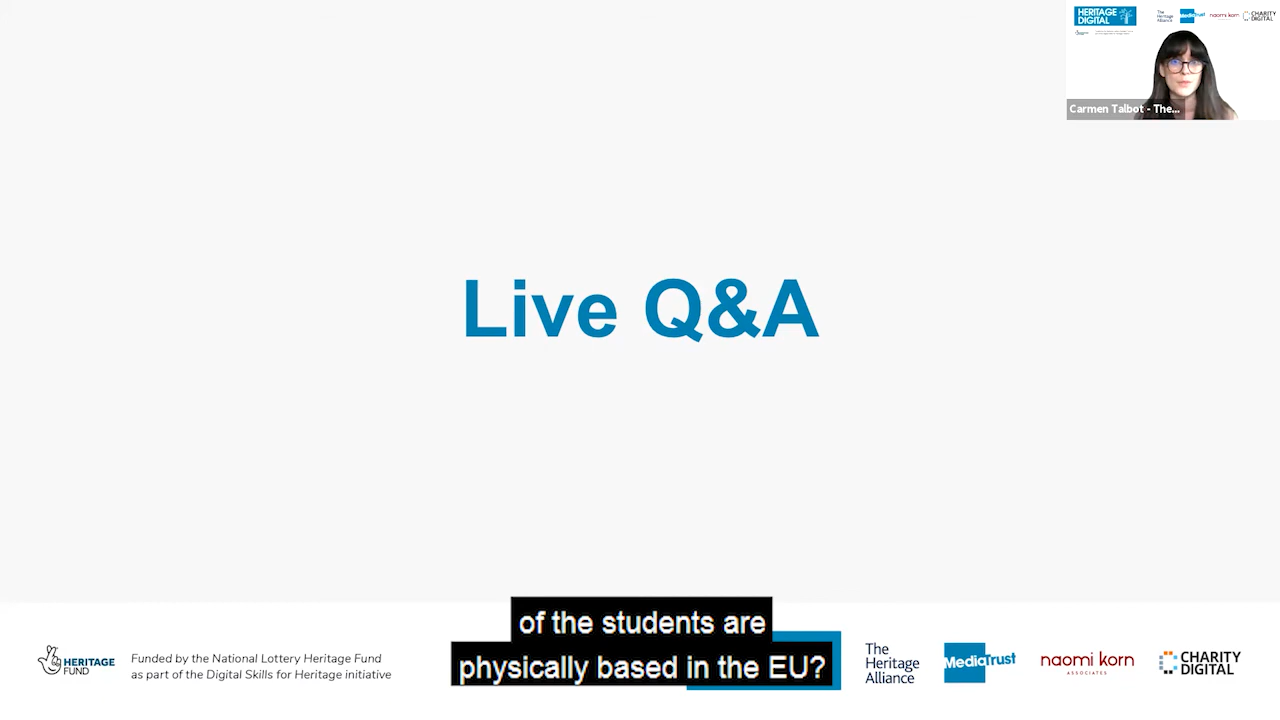 HERITAGE
DIGITAL
The
Heritage
Alliance
MediaTrust
naomi korn
CHARITY
DIGITAL
Carmen Talbot - The...
Live Q&A
of the students are
physically based in the EU?
HERITAGE
FUND
Funded by the National Lottery Heritage Fund
as part of the Digital Skills for Heritage initiative
The
Heritage
Alliance
MediaTrust
naomi korn
ASSOCIATES
CHARITY
DIGITAL